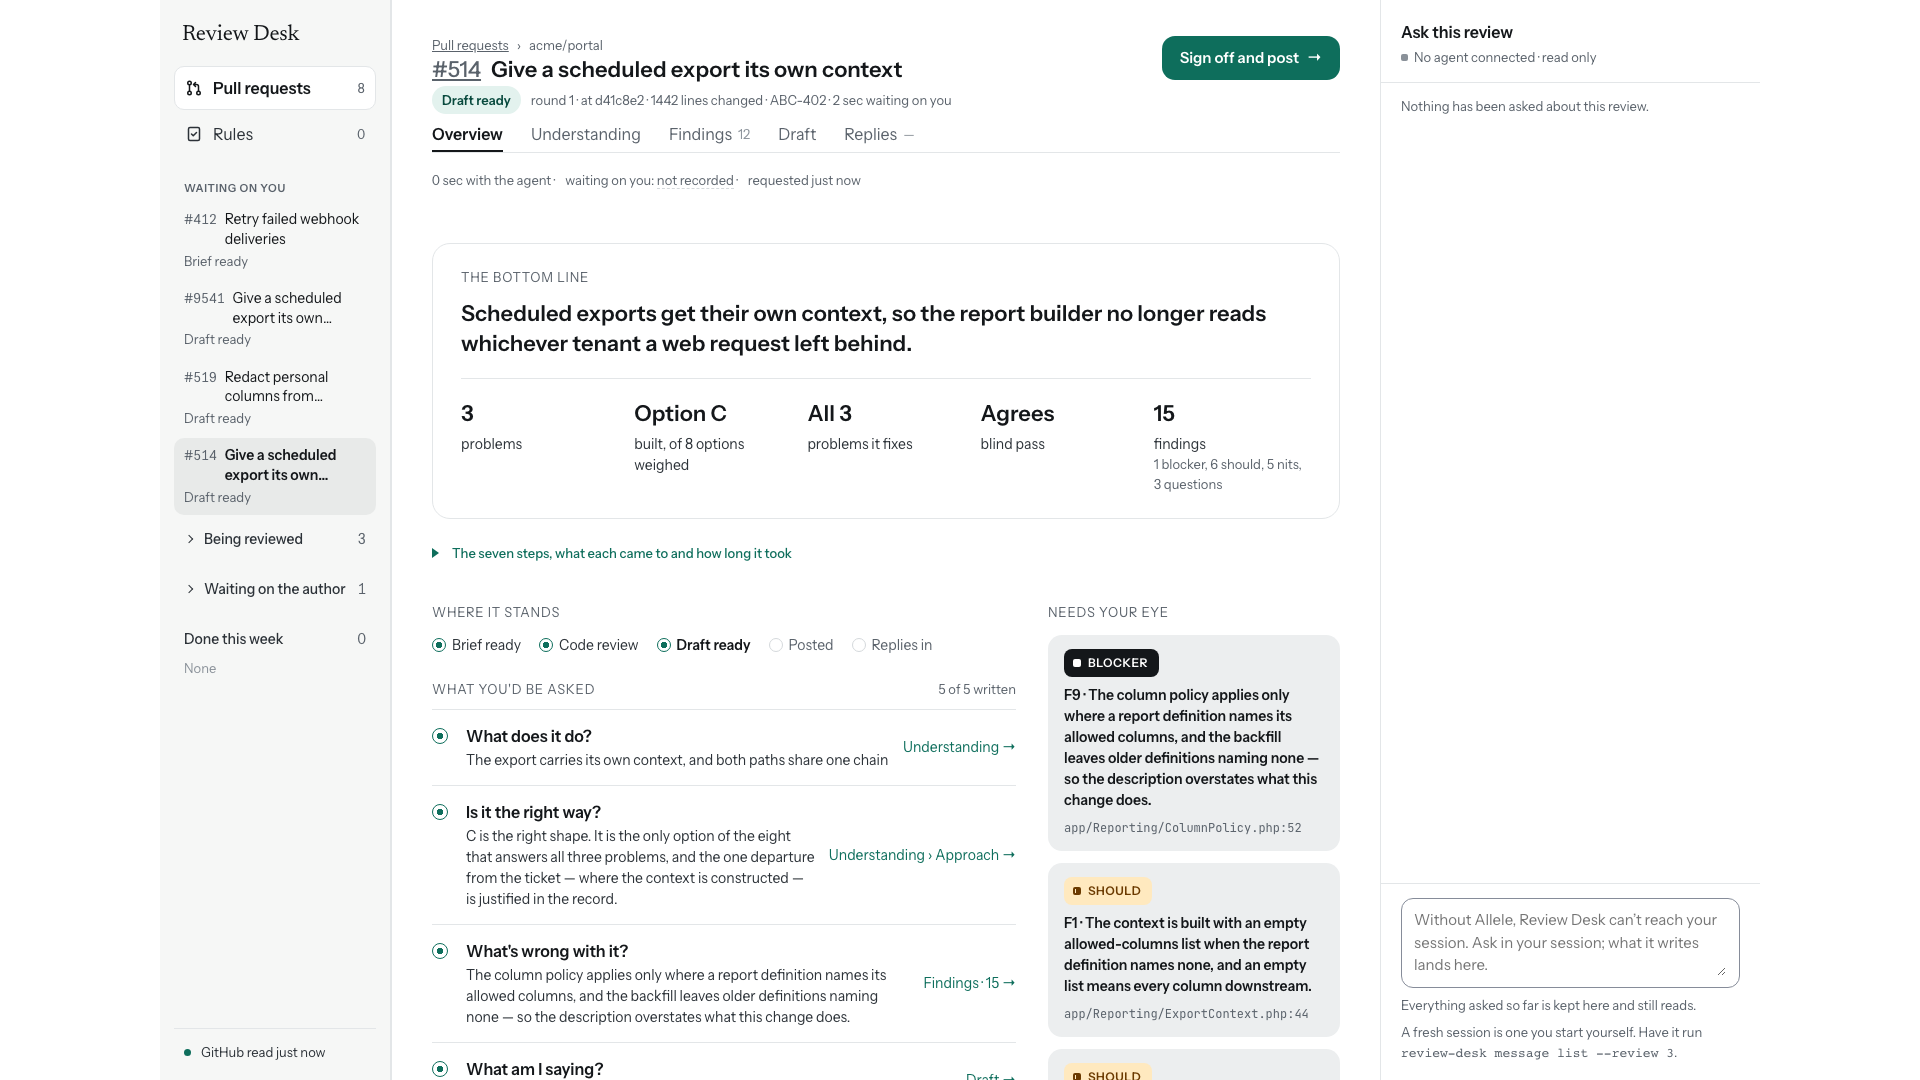 Review Desk
Pull requests 8
Rules 0
WAITING ON YOU
#412 Retry failed webhook
deliveries
Brief ready
#9541 Give a scheduled
export its own...
Draft ready
#519 Redact personal
columns from...
Draft ready
#514 Give a scheduled
export its own...
Draft ready
Being reviewed 3
Waiting on the author 1
Done this week 0
None
GitHub read just now
Pull requests › acme/portal
#514 Give a scheduled export its own context
Sign off and post →
Draft ready round 1 · at d41c8e2 · 1442 lines changed · ABC-402 · 2 sec waiting on you
Overview Understanding Findings 12 Draft Replies —
0 sec with the agent · waiting on you: not recorded · requested just now
THE BOTTOM LINE
Scheduled exports get their own context, so the report builder no longer reads
whichever tenant a web request left behind.
3
problems
Option C
built, of 8 options
weighed
All 3
problems it fixes
Agrees
blind pass
15
findings
1 blocker, 6 should, 5 nits,
3 questions
The seven steps, what each came to and how long it took
WHERE IT STANDS
Brief ready Code review Draft ready Posted Replies in
WHAT YOU'D BE ASKED 5 of 5 written
What does it do?
The export carries its own context, and both paths share one chain
Understanding →
Is it the right way?
C is the right shape. It is the only option of the eight
that answers all three problems, and the one departure
from the ticket — where the context is constructed —
is justified in the record.
Understanding › Approach →
What's wrong with it?
The column policy applies only where a report definition names its
allowed columns, and the backfill leaves older definitions naming
none — so the description overstates what this change does.
Findings · 15 →
What am I saying?
Draft →
NEEDS YOUR EYE
BLOCKER
F9 · The column policy applies only
where a report definition names its
allowed columns, and the backfill
leaves older definitions naming none —
so the description overstates what this
change does.
app/Reporting/ColumnPolicy.php:52
SHOULD
F1 · The context is built with an empty
allowed-columns list when the report
definition names none, and an empty
list means every column downstream.
app/Reporting/ExportContext.php:44
SHOULD
Ask this review
No agent connected · read only
Nothing has been asked about this review.
Without Allele, Review Desk can't reach your
session. Ask in your session; what it writes
lands here.
Everything asked so far is kept here and still reads.
A fresh session is one you start yourself. Have it run
review-desk message list --review 3.